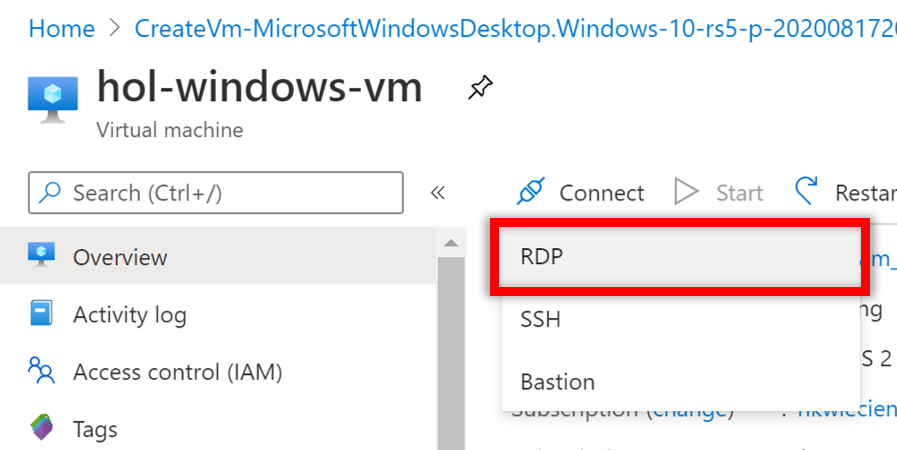 Home > CreateVm-MicrosoftWindowsDesktop.Windows-10-rs5-p-2020081720
hol-windows-vm
Virtual machine
Search (Ctrl+/)
«
Connect
Start
Restar
Overview
Activity log
Access control (IAM)
Tags
RDP
SSH
Bastion
am_
ng
S 2
Subscription (change) :